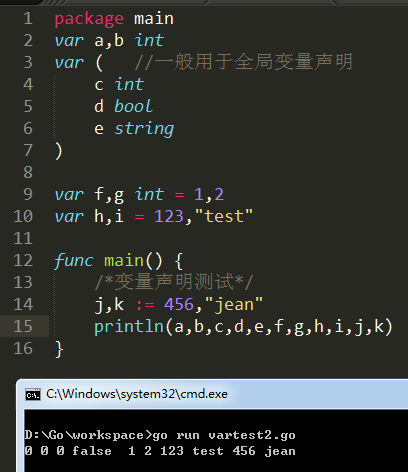 1 package main
2 var a,b int
3 var ( //一般用于全局变量声明
4 c int
5 d bool
6 e string
7 )
8
9 var f,g int = 1,2
10 var h,i = 123,"test"
11
12 func main() {
13 /*变量声明测试*/
14 j,k := 456,"jean"
15 println(a,b,c,d,e,f,g,h,i,j,k)
16 }
C:\Windows\system32\cmd.exe
D:\Go\workspace>go run vartest2.go
0 0 0 false  1 2 123 test 456 jean